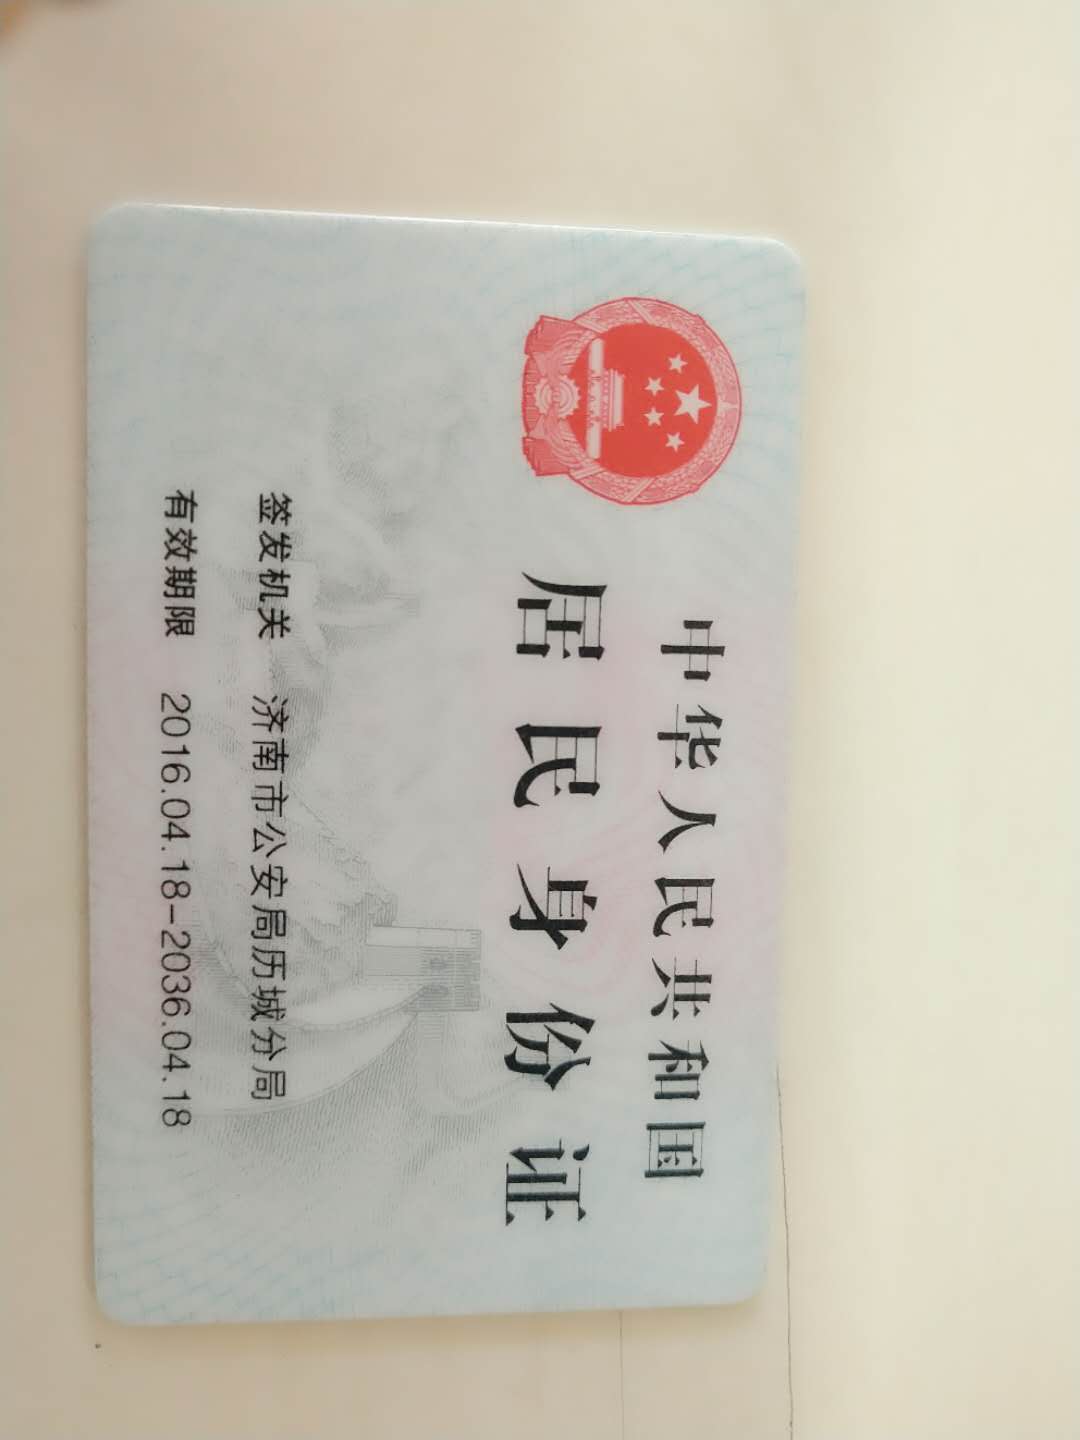 中华人民共和国
居民身份证
签发机关 济南市公安局历城分局
有效期限 2016.04.18-2036.04.18